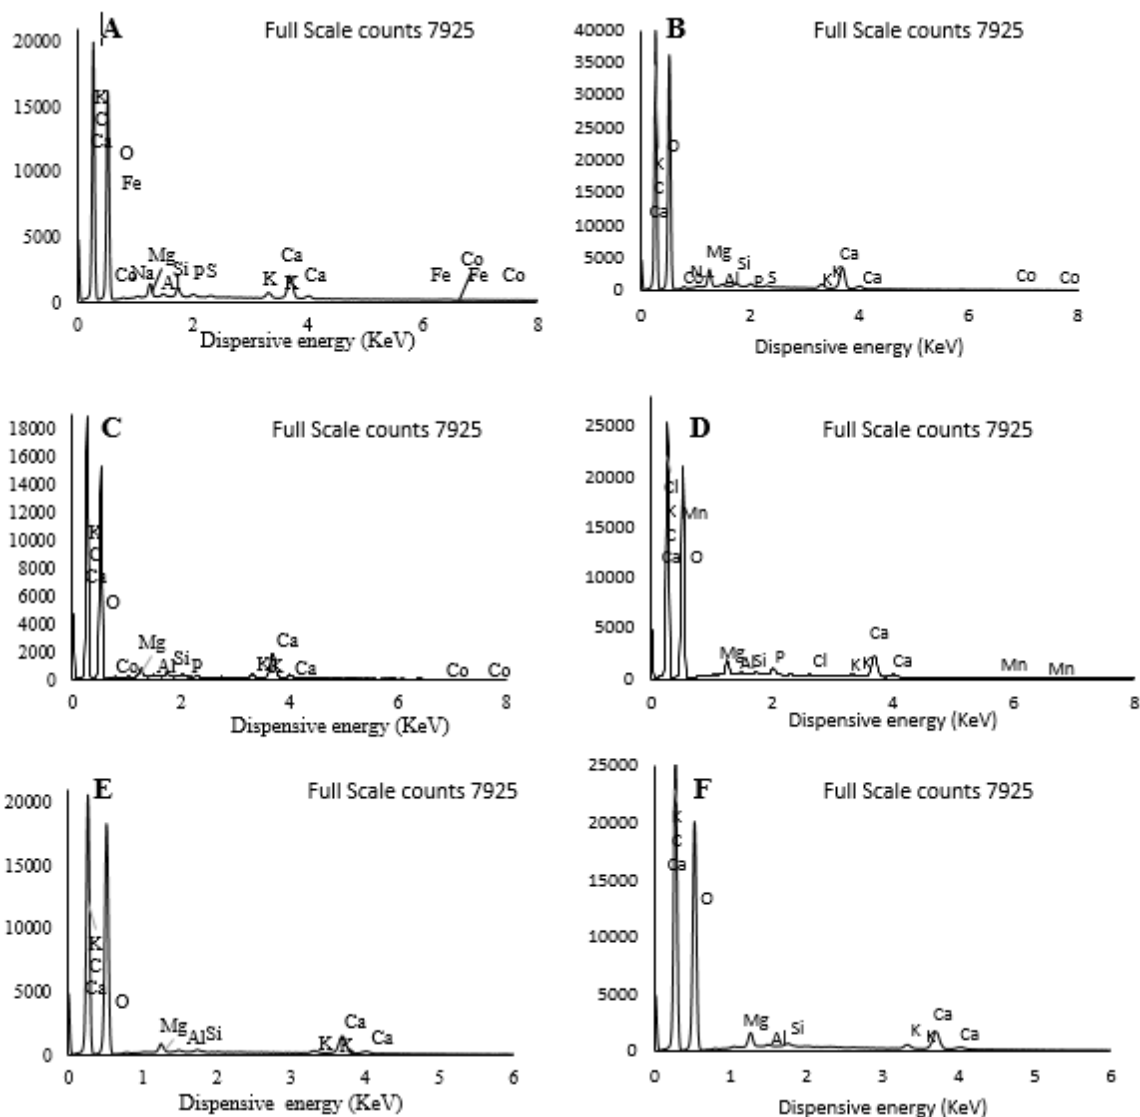 A
Full Scale counts 7925
20000
15000
10000
5000
0
K
C
Ca
O
Fe
Co
Na
Mg
Al
Si
P
S
K
Ca
K
Ca
Fe
Co
Fe
Co
0 2 4 6 8
Dispersive energy (KeV)
B
Full Scale counts 7925
40000
35000
30000
25000
20000
15000
10000
5000
0
O
K
C
Ca
Co
Mg
Al
Si
P
S
K
K
Ca
Ca
Co
Co
0 2 4 6 8
Dispensive energy (KeV)
C
Full Scale counts 7925
18000
16000
14000
12000
10000
8000
6000
4000
2000
0
K
C
Ca
O
Co
Mg
Al
Si
P
K
K
Ca
Ca
Co
Co
0 2 4 6 8
Dispensive energy (KeV)
D
Full Scale counts 7925
25000
20000
15000
10000
5000
0
Cl
K
C
Ca
Mn
O
Mg
Al
Si
P
Cl
K
K
Ca
Ca
Mn
Mn
0 2 4 6 8
Dispensive energy (KeV)
E
Full Scale counts 7925
20000
15000
10000
5000
0
K
C
Ca
O
Mg
Al
Si
K
K
Ca
Ca
0 1 2 3 4 5 6
Dispensive energy (KeV)
F
Full Scale counts 7925
25000
20000
15000
10000
5000
0
K
C
Ca
O
Mg
Al
Si
K
K
Ca
Ca
0 1 2 3 4 5 6
Dispensive energy (KeV)